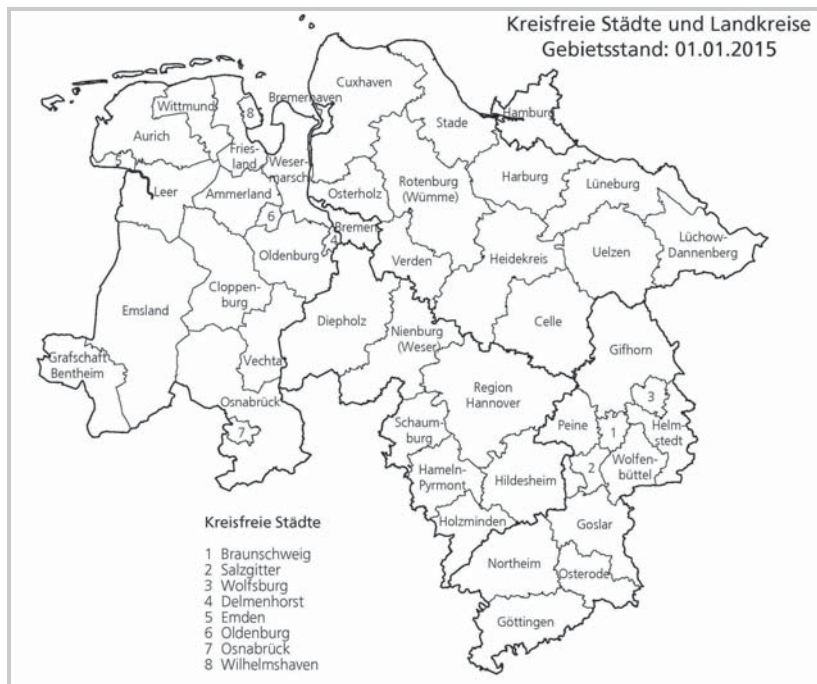 Kreisfreie Städte und Landkreise
Gebietsstand: 01.01.2015
Cuxhaven
Bremerhaven
Wittmund
8
Hamburg
Stade
Aurich
5
Fries-
land
Weser-
marsch
Leer
Ammerland
Osterholz
Rotenburg
(Wümme)
Harburg
Lüneburg
6
Bremen
4
Oldenburg
Verden
Heidekreis
Uelzen
Lüchow-
Dannenberg
Cloppen-
burg
Emsland
Diepholz
Nienburg
(Weser)
Celle
Gifhorn
Grafschaft
Bentheim
Vechta
Osnabrück
7
Region
Hannover
3
Schaum-
burg
Peine
1
Helm-
stedt
Hameln-
Pyrmont
Hildesheim
2
Wolfen-
büttel
Holzminden
Goslar
Northeim
Osterode
Göttingen
Kreisfreie Städte
1 Braunschweig
2 Salzgitter
3 Wolfsburg
4 Delmenhorst
5 Emden
6 Oldenburg
7 Osnabrück
8 Wilhelmshaven